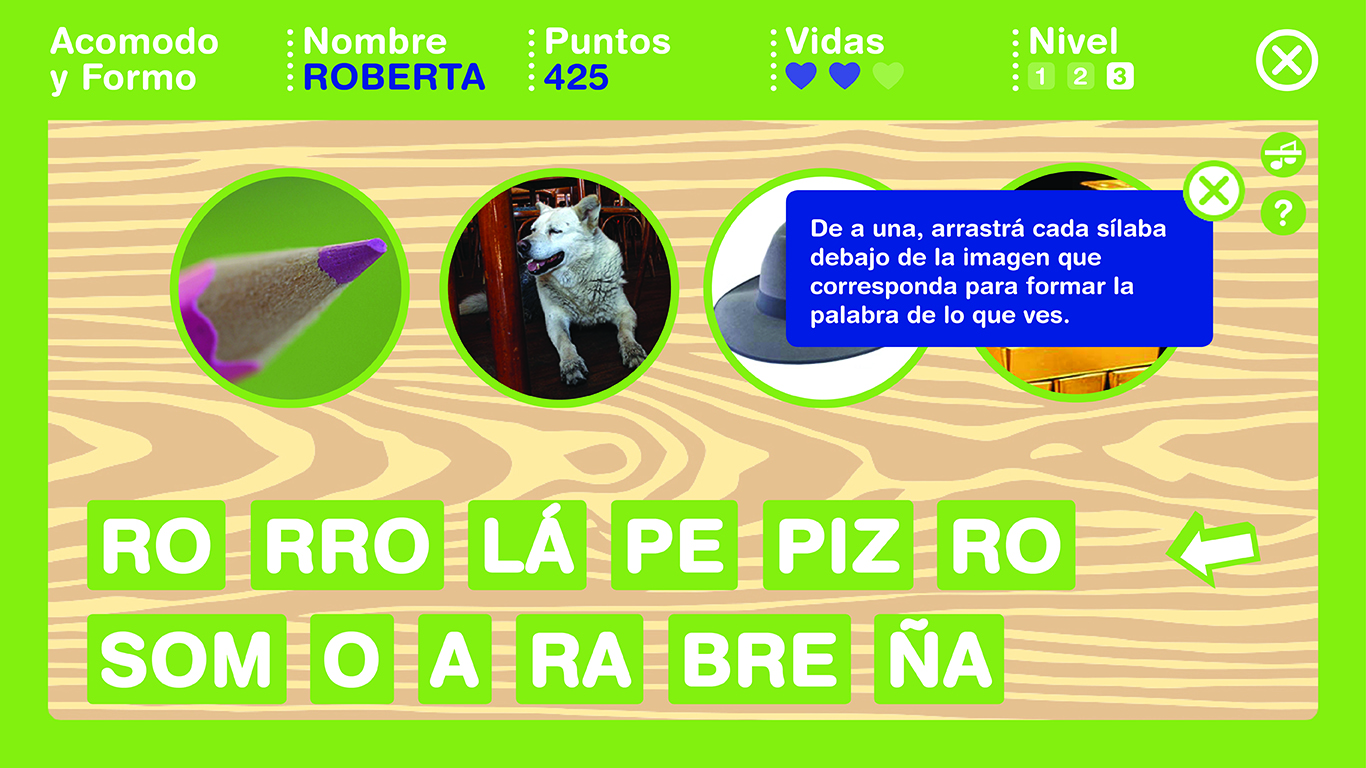 Acomodo
y Formo
Nombre
ROBERTA
Puntos
425
Vidas
Nivel
1 2 3
De a una, arrastrá cada sílaba
debajo de la imagen que
corresponda para formar la
palabra de lo que ves.
?
RO RRO LÁ PE PIZ RO
SOM O A RA BRE ÑA